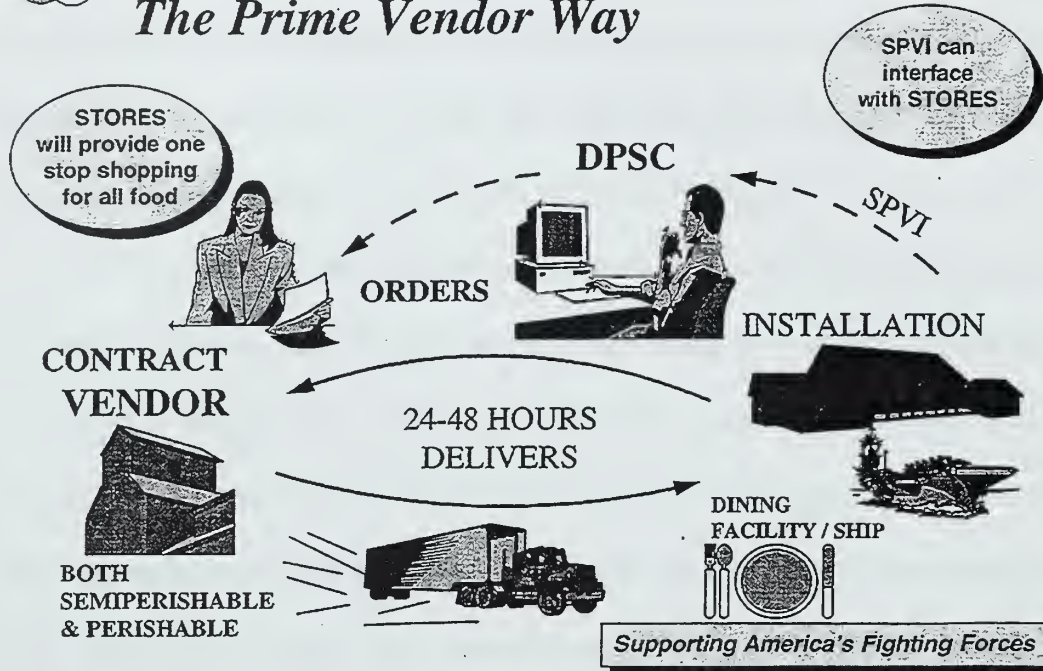 The Prime Vendor Way
SPVI can
interface
with STORES
STORES
will provide one
stop shopping
for all food
DPSC
SPVI
ORDERS
INSTALLATION
CONTRACT
VENDOR
24-48 HOURS
DELIVERS
DINING
FACILITY / SHIP
BOTH
SEMIPERISHABLE
& PERISHABLE
Supporting America's Fighting Forces